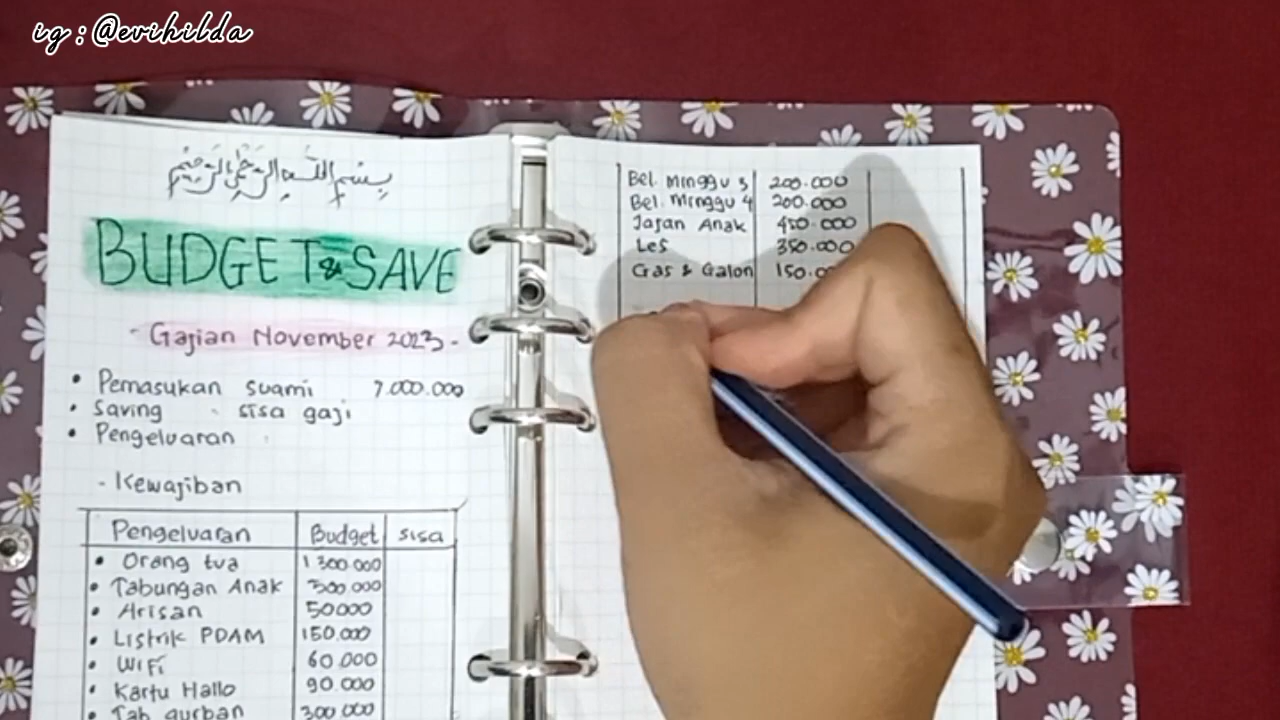 ig : @evihilda
بسم الله الرحمن الرحيم
BUDGET & SAVE
- Gajian November 2023 -
• Pemasukan suami 7.000.000
• Saving - sisa gaji
• Pengeluaran :
- Kewajiban
Pengeluaran Budget sisa
• Orang tua 1 300.000
• Tabungan Anak 500.000
• Arisan 50000
• Listrik PDAM 150.000
• WIFI 60.000
• Kartu Hallo 90.000
• Tab qurban 300 000
Bel. Minggu 3 200.000
Bel. Minggu 4 200.000
Jajan Anak 450.000
Les 350.000
Gas & Galon 150.0